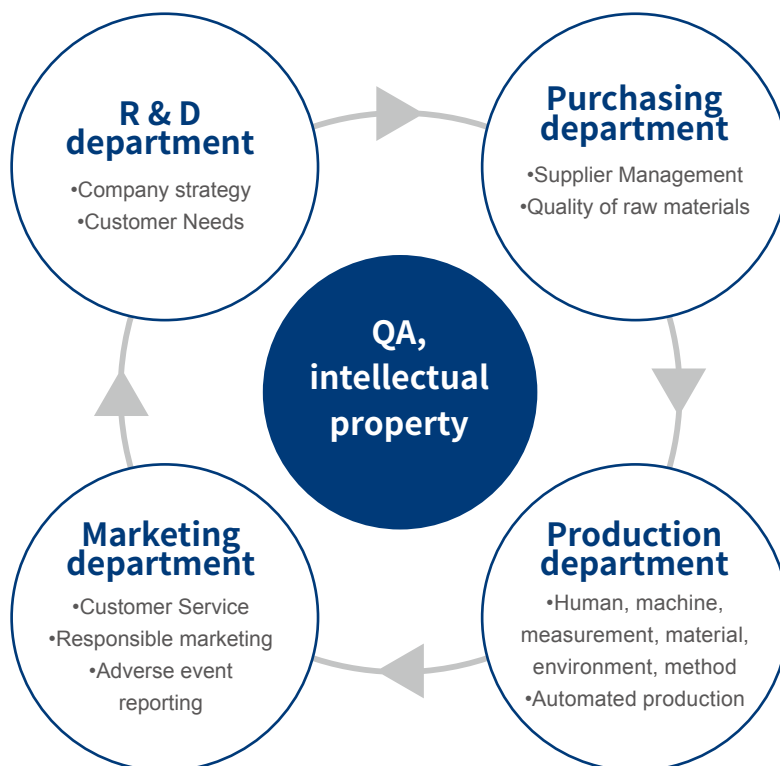 R & D
department
•Company strategy
•Customer Needs
Purchasing
department
•Supplier Management
•Quality of raw materials
QA,
intellectual
property
Marketing
department
•Customer Service
•Responsible marketing
•Adverse event
reporting
Production
department
•Human, machine,
measurement, material,
environment, method
•Automated production